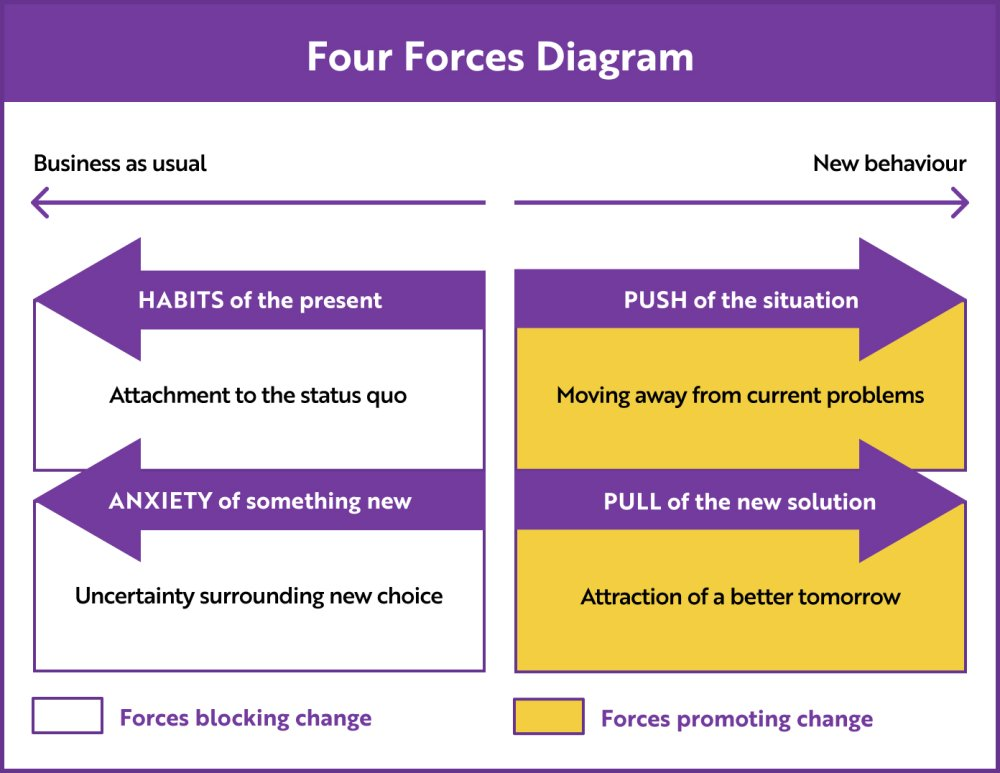 Four Forces Diagram
Business as usual
New behaviour
HABITS of the present
PUSH of the situation
Attachment to the status quo
Moving away from current problems
ANXIETY of something new
PULL of the new solution
Uncertainty surrounding new choice
Attraction of a better tomorrow
Forces blocking change
Forces promoting change